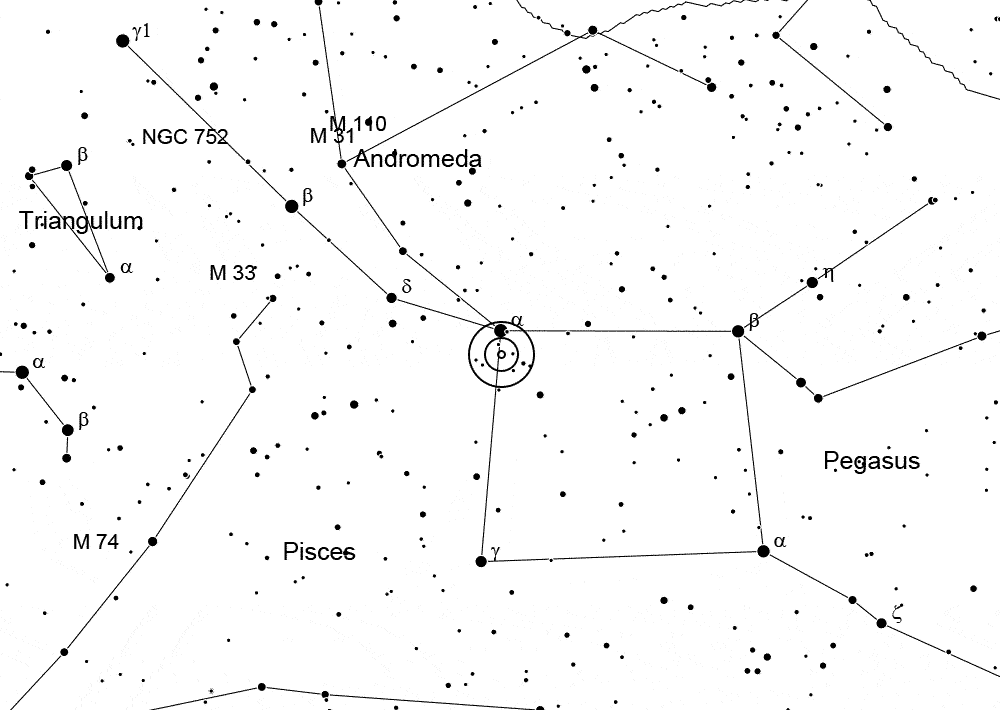 γ1
M 110
NGC 752
M 31
β
Andromeda
β
Triangulum
α
M 33
δ
η
α
β
α
β
Pegasus
M 74
Pisces
γ
α
ζ